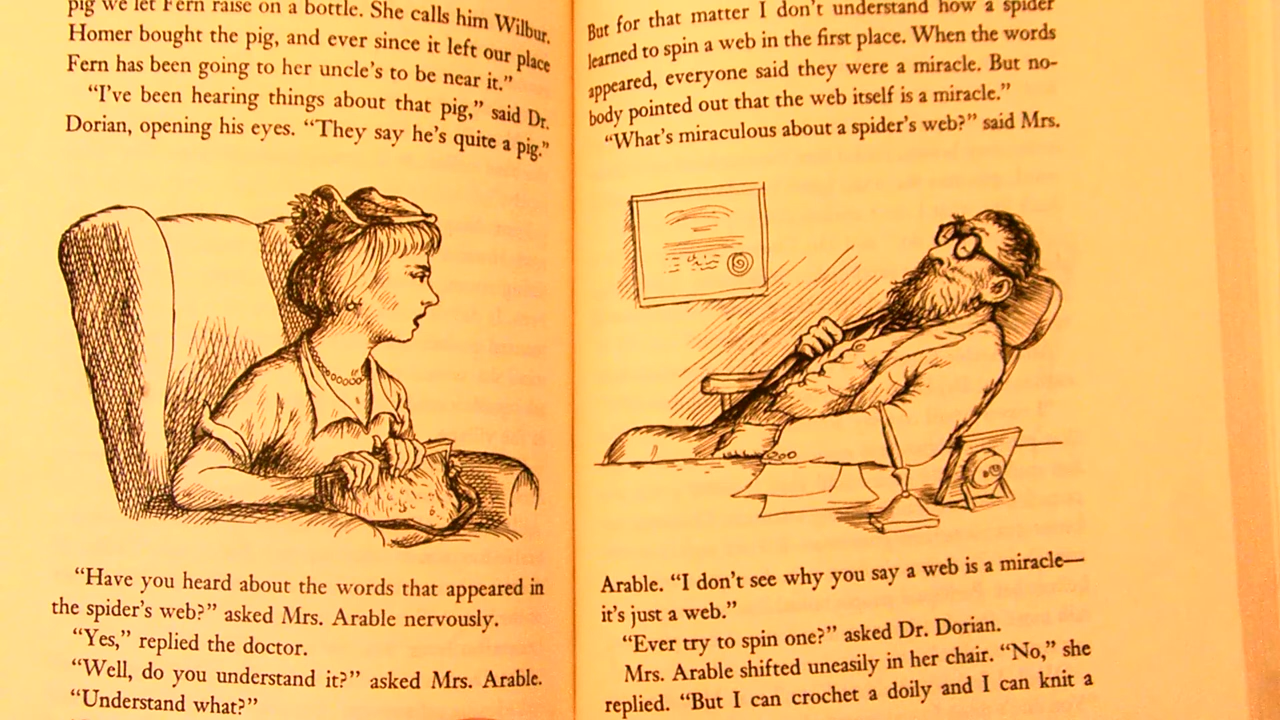 pig we let Fern raise on a bottle. She calls him Wilbur.
Homer bought the pig, and ever since it left our place
Fern has been going to her uncle's to be near it."
"I've been hearing things about that pig," said Dr.
Dorian, opening his eyes. "They say he's quite a pig."
"Have you heard about the words that appeared in
the spider's web?" asked Mrs. Arable nervously.
"Yes," replied the doctor.
"Well, do you understand it?" asked Mrs. Arable.
"Understand what?"
But for that matter I don't understand how a spider
learned to spin a web in the first place. When the words
appeared, everyone said they were a miracle. But no-
body pointed out that the web itself is a miracle."
"What's miraculous about a spider's web?" said Mrs.
Arable. "I don't see why you say a web is a miracle—
it's just a web."
"Ever try to spin one?" asked Dr. Dorian.
Mrs. Arable shifted uneasily in her chair. "No," she
replied. "But I can crochet a doily and I can knit a